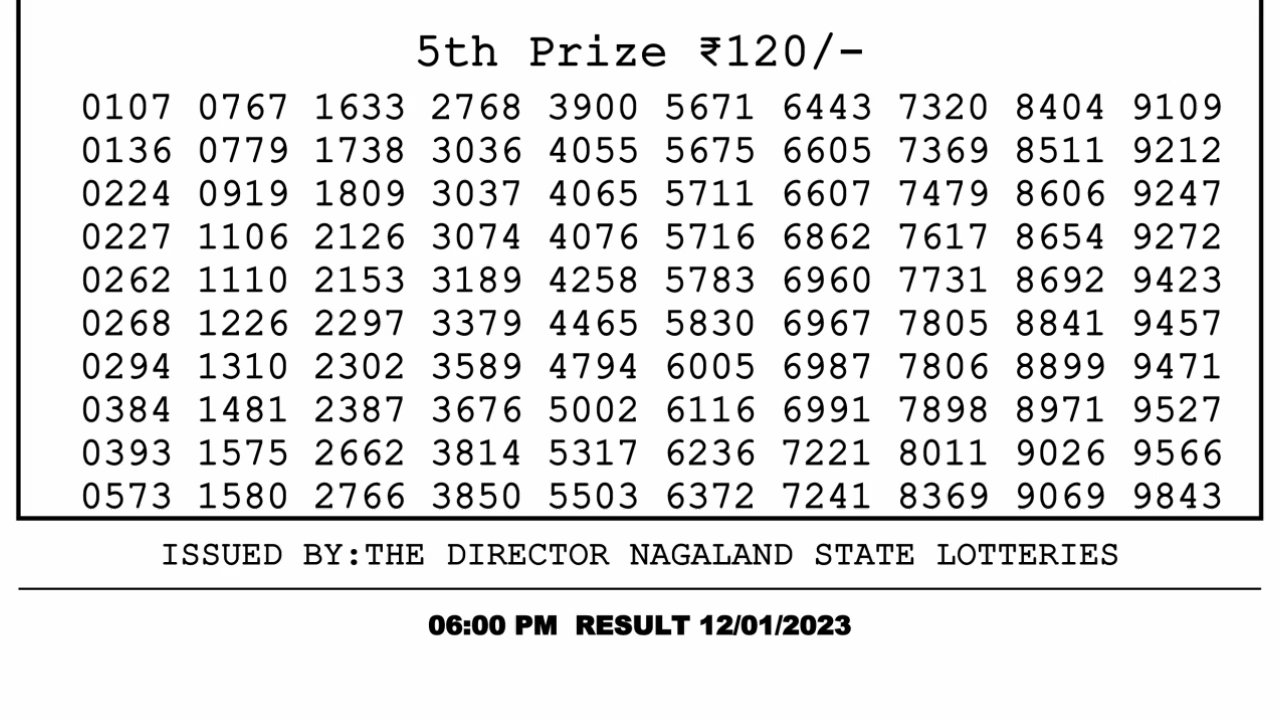 5th Prize ₹120/-
0107 0767 1633 2768 3900 5671 6443 7320 8404 9109
0136 0779 1738 3036 4055 5675 6605 7369 8511 9212
0224 0919 1809 3037 4065 5711 6607 7479 8606 9247
0227 1106 2126 3074 4076 5716 6862 7617 8654 9272
0262 1110 2153 3189 4258 5783 6960 7731 8692 9423
0268 1226 2297 3379 4465 5830 6967 7805 8841 9457
0294 1310 2302 3589 4794 6005 6987 7806 8899 9471
0384 1481 2387 3676 5002 6116 6991 7898 8971 9527
0393 1575 2662 3814 5317 6236 7221 8011 9026 9566
0573 1580 2766 3850 5503 6372 7241 8369 9069 9843
ISSUED BY:THE DIRECTOR NAGALAND STATE LOTTERIES
06:00 PM RESULT 12/01/2023